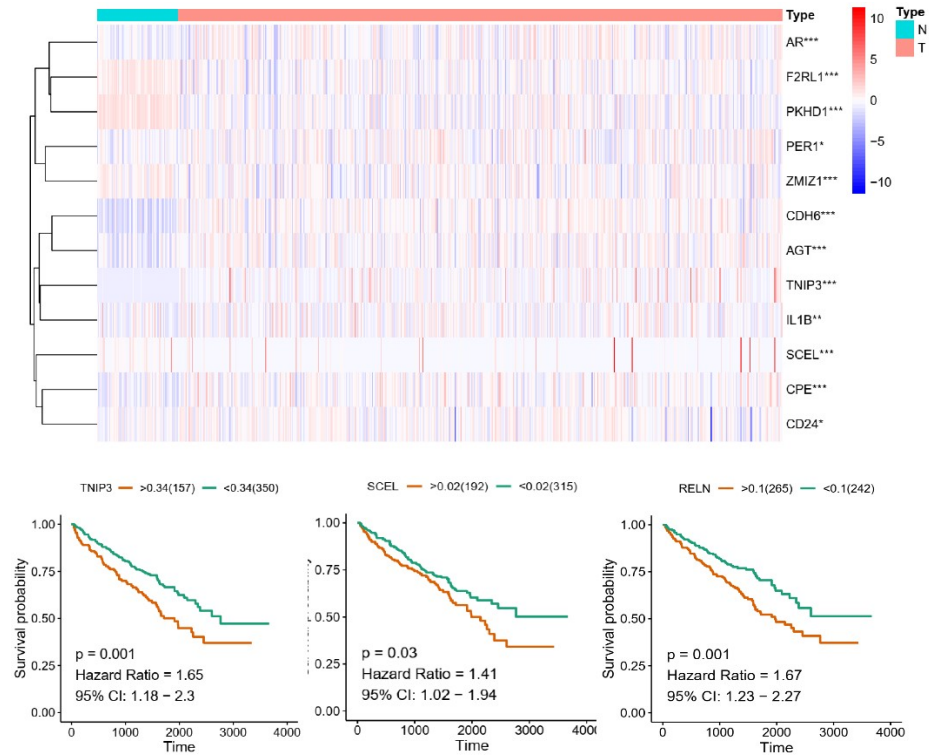 Type
AR***
F2RL1***
PKHD1***
PER1*
ZMIZ1***
CDH6***
AGT***
TNIP3***
IL1B**
SCEL***
CPE***
CD24*
10
5
0
−5
−10
Type
N
T
TNIP3 >0.34(157) <0.34(350)
Survival probability
1.00
0.75
0.50
0.25
0.00
p = 0.001
Hazard Ratio = 1.65
95% CI: 1.18 − 2.3
0 1000 2000 3000 4000
Time
SCEL >0.02(192) <0.02(315)
1.00
0.75
0.50
0.25
0.00
p = 0.03
Hazard Ratio = 1.41
95% CI: 1.02 − 1.94
0 1000 2000 3000 4000
Time
RELN >0.1(265) <0.1(242)
Survival probability
1.00
0.75
0.50
0.25
0.00
p = 0.001
Hazard Ratio = 1.67
95% CI: 1.23 − 2.27
0 1000 2000 3000 4000
Time